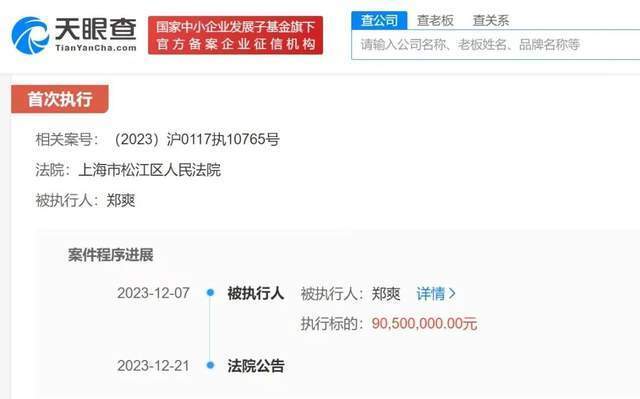 天眼查
TianYanCha.com
国家中小企业发展子基金旗下
官方备案企业征信机构
查公司 查老板 查关系
请输入公司名称、老板姓名、品牌名称等
首次执行
相关案号：（2023）沪0117执10765号
法院：上海市松江区人民法院
被执行人：郑爽
案件程序进展
2023-12-07 被执行人 被执行人：郑爽 详情
执行标的：90,500,000.00元
2023-12-21 法院公告